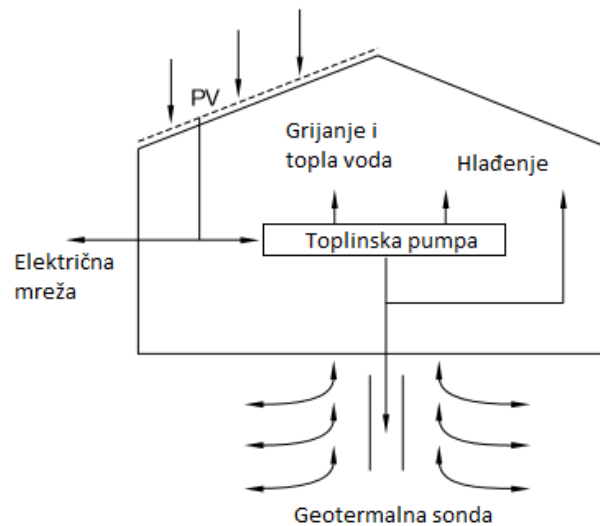 PV
Grijanje i
topla voda
Hlađenje
Toplinska pumpa
Električna
mreža
Geotermalna sonda